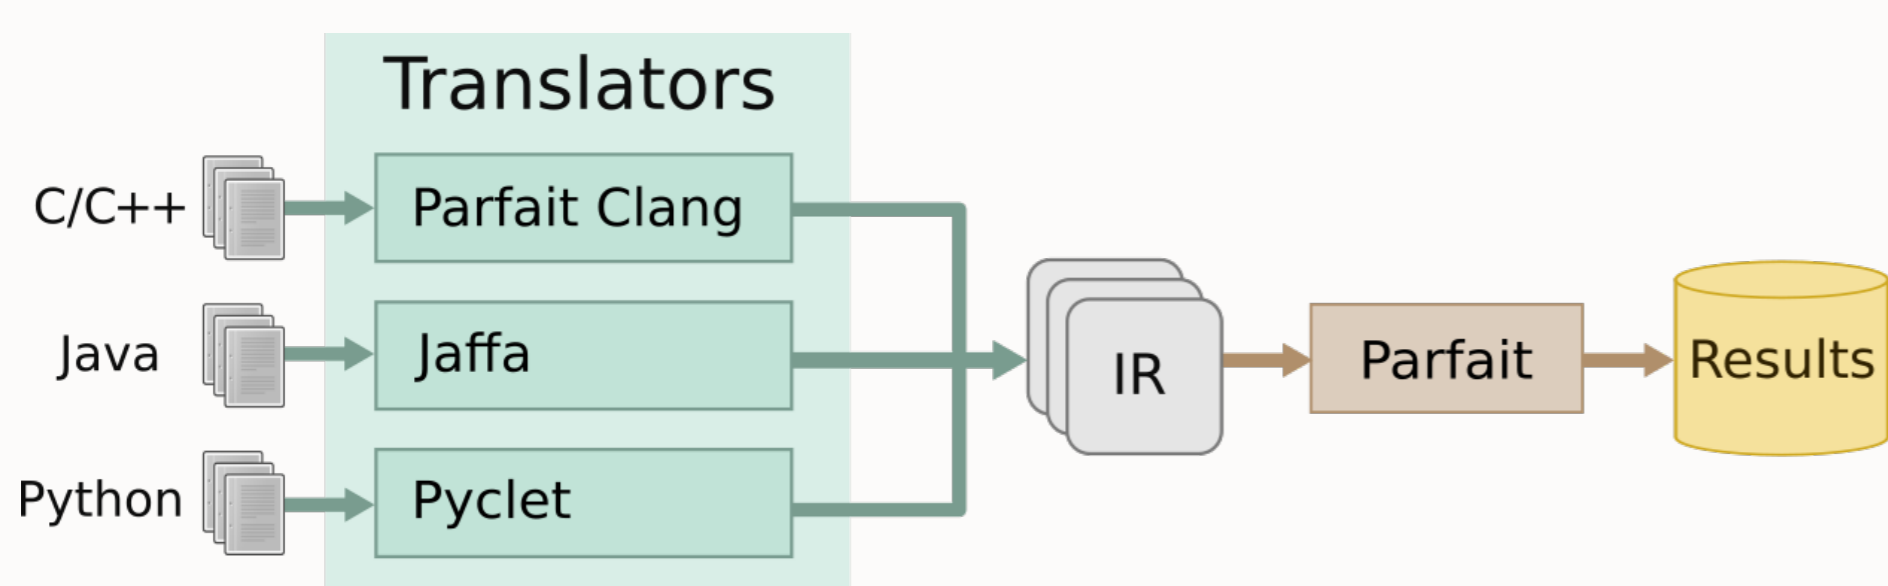 Translators
C/C++
Parfait Clang
Java
Jaffa
IR
Parfait
Results
Python
Pyclet